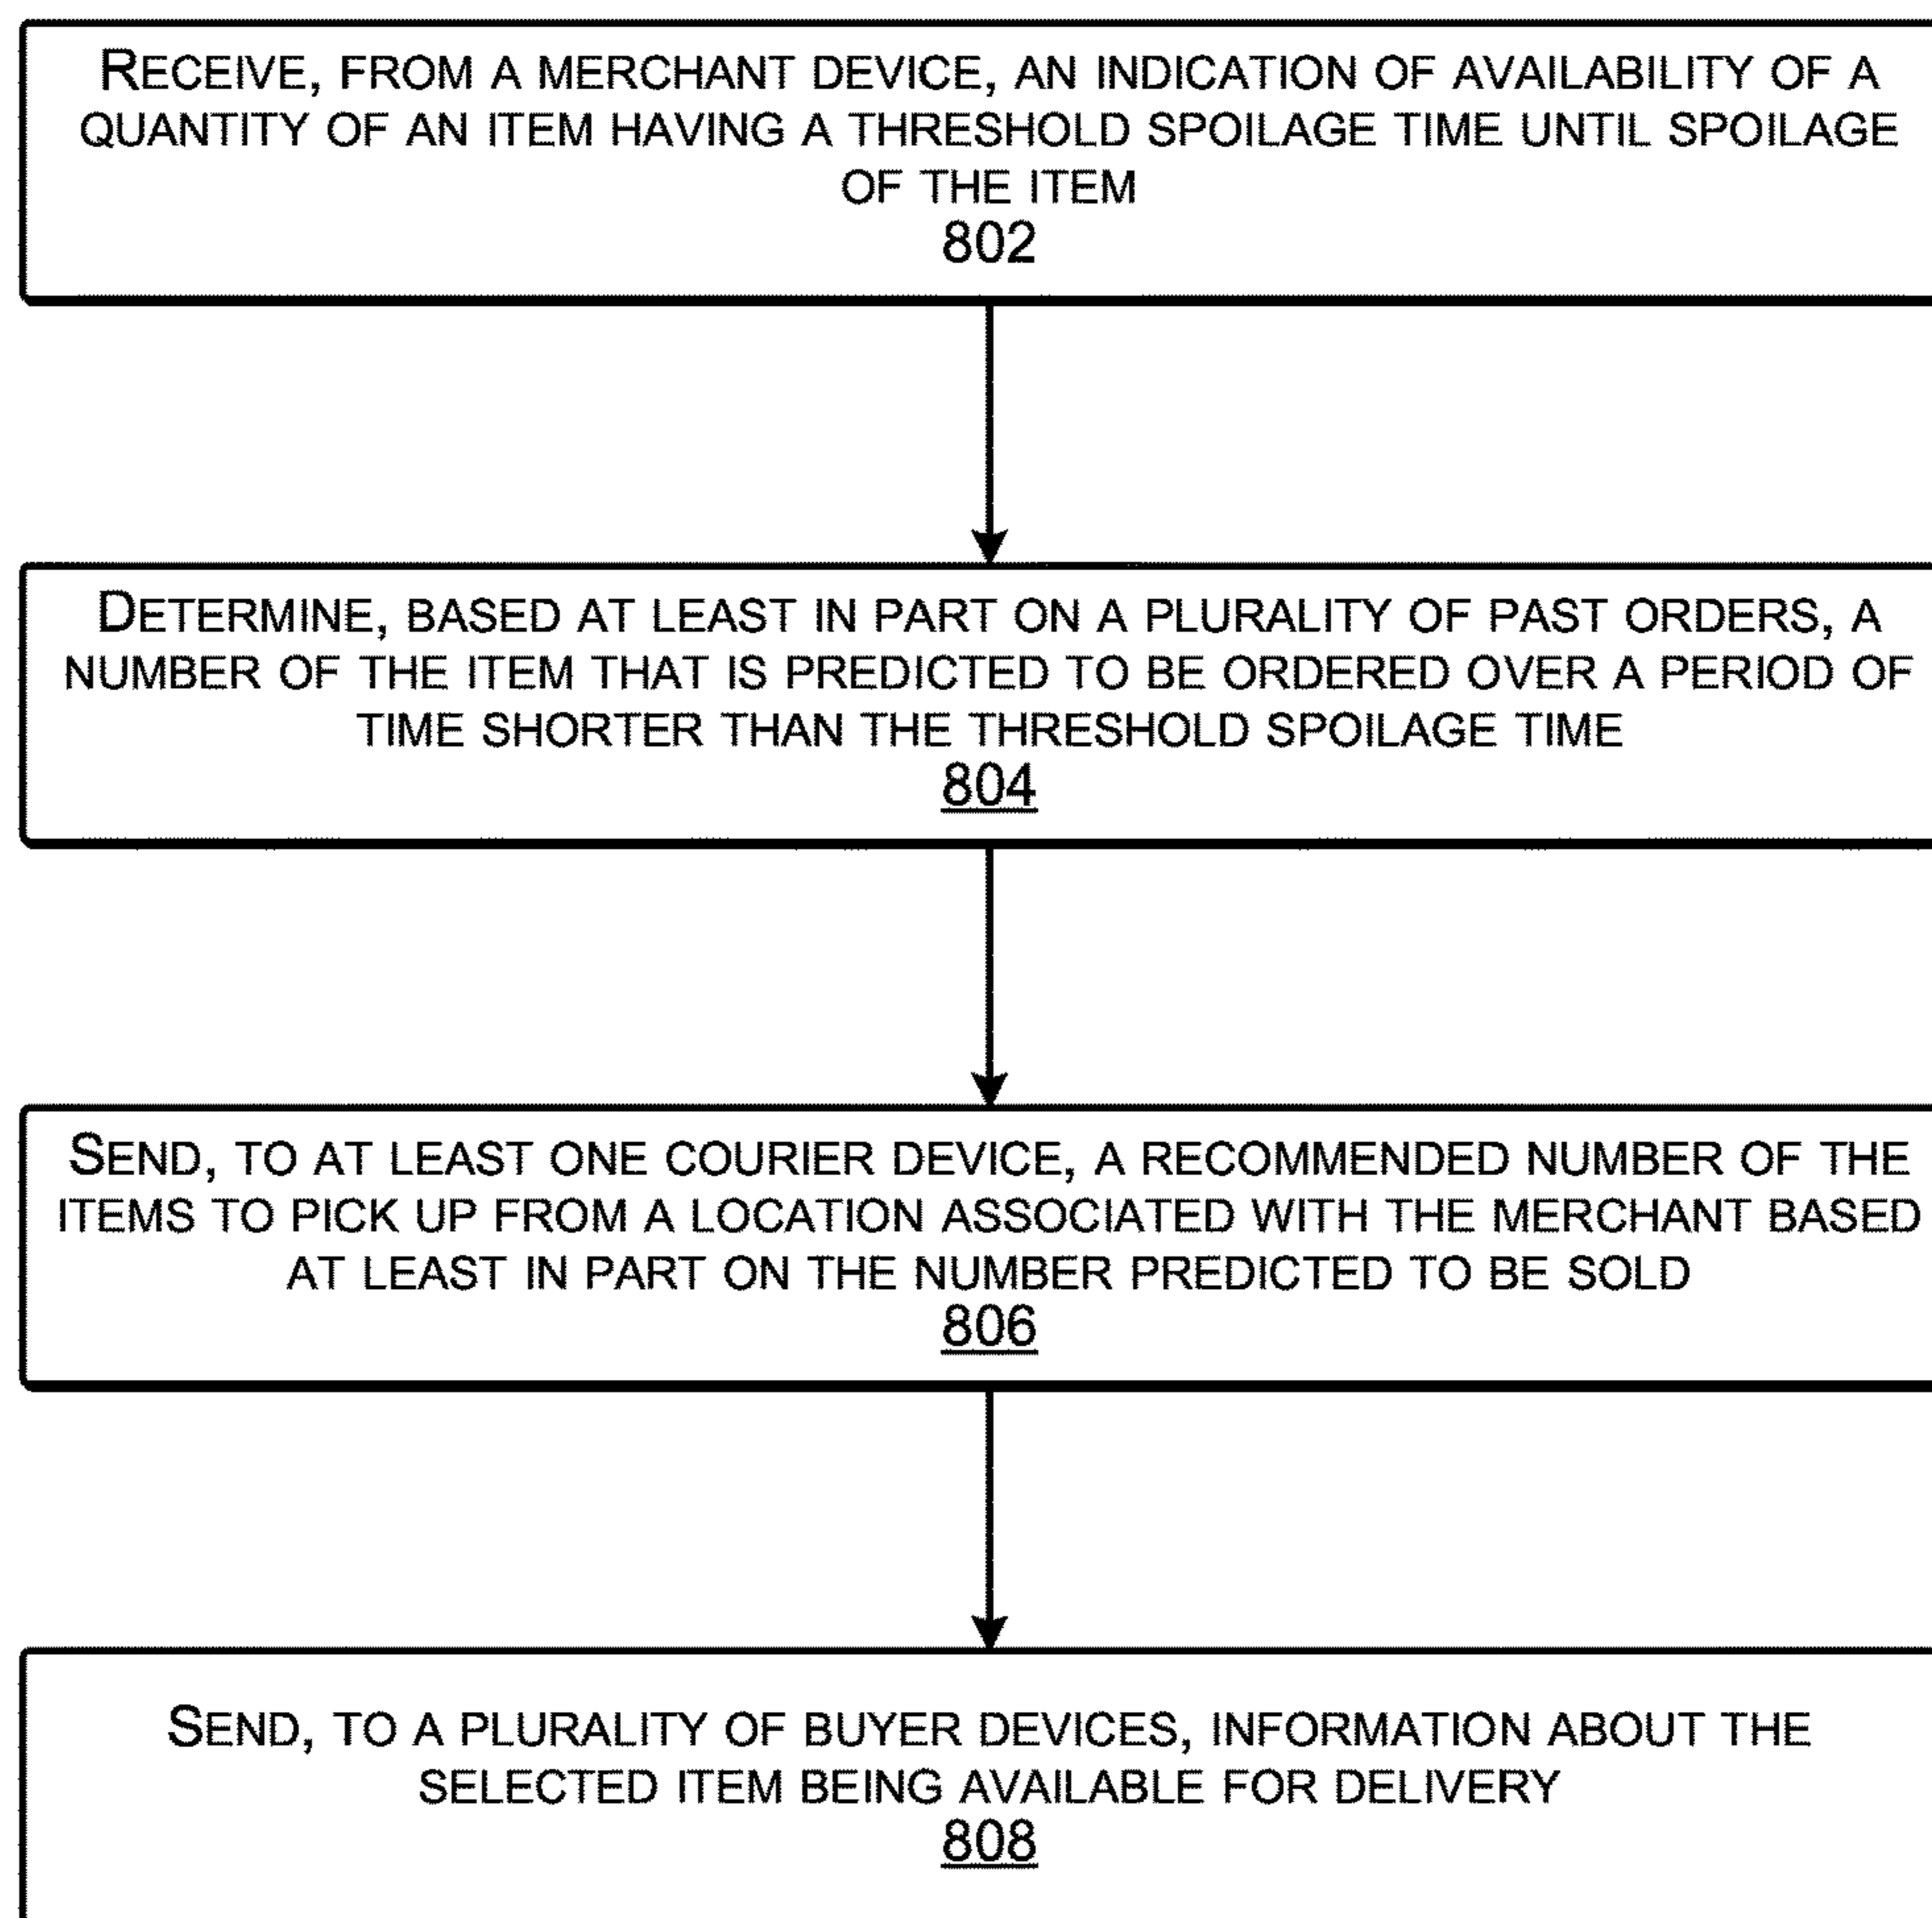 RECEIVE, FROM A MERCHANT DEVICE, AN INDICATION OF AVAILABILITY OF A
QUANTITY OF AN ITEM HAVING A THRESHOLD SPOILAGE TIME UNTIL SPOILAGE
OF THE ITEM
802
DETERMINE, BASED AT LEAST IN PART ON A PLURALITY OF PAST ORDERS, A
NUMBER OF THE ITEM THAT IS PREDICTED TO BE ORDERED OVER A PERIOD OF
TIME SHORTER THAN THE THRESHOLD SPOILAGE TIME
804
SEND, TO AT LEAST ONE COURIER DEVICE, A RECOMMENDED NUMBER OF THE
ITEMS TO PICK UP FROM A LOCATION ASSOCIATED WITH THE MERCHANT BASED
AT LEAST IN PART ON THE NUMBER PREDICTED TO BE SOLD
806
SEND, TO A PLURALITY OF BUYER DEVICES, INFORMATION ABOUT THE
SELECTED ITEM BEING AVAILABLE FOR DELIVERY
808